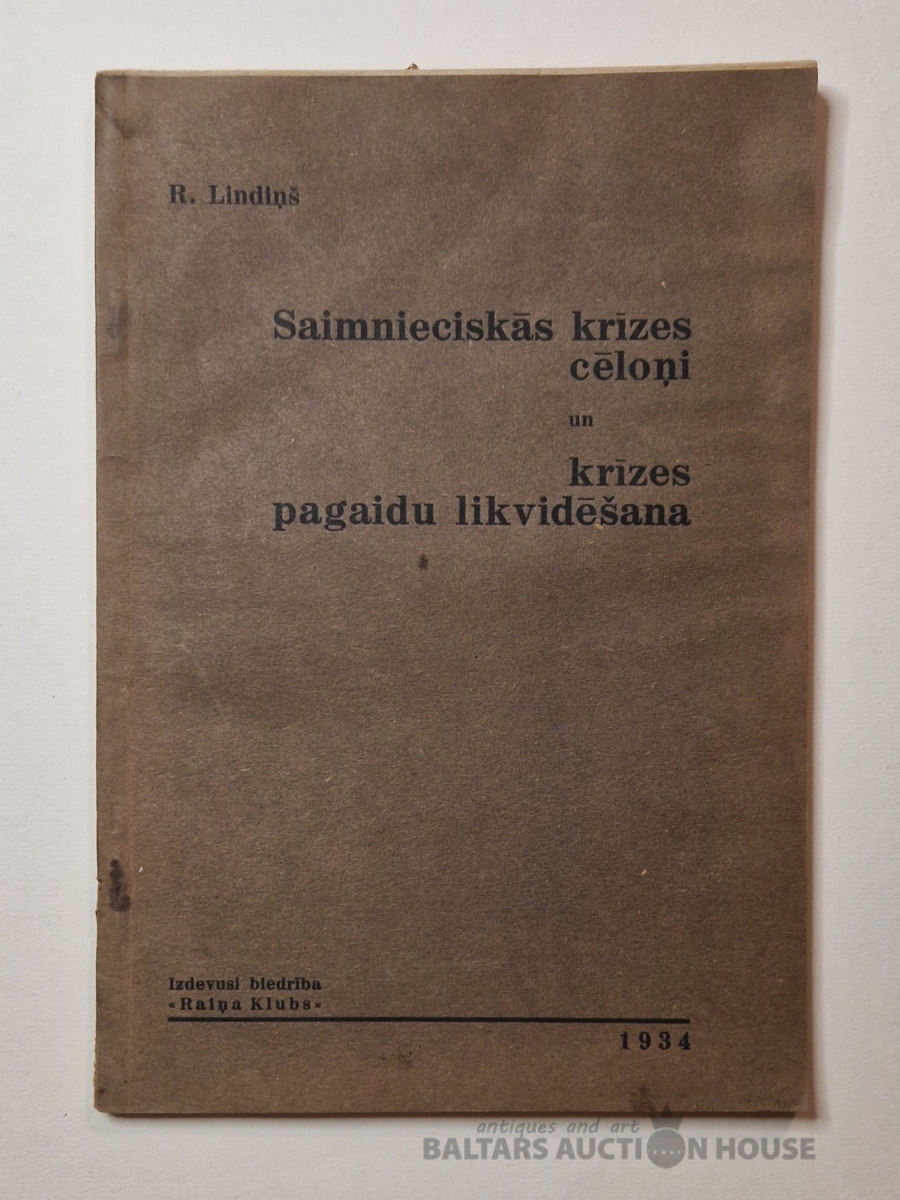 R. Lindiņš
Saimnieciskās krīzes
cēloņi
un
krīzes
pagaidu likvidēšana
Izdevusi biedrība
«Raiņa Klubs»
1934
antiques and art
BALTARS AUCTION HOUSE